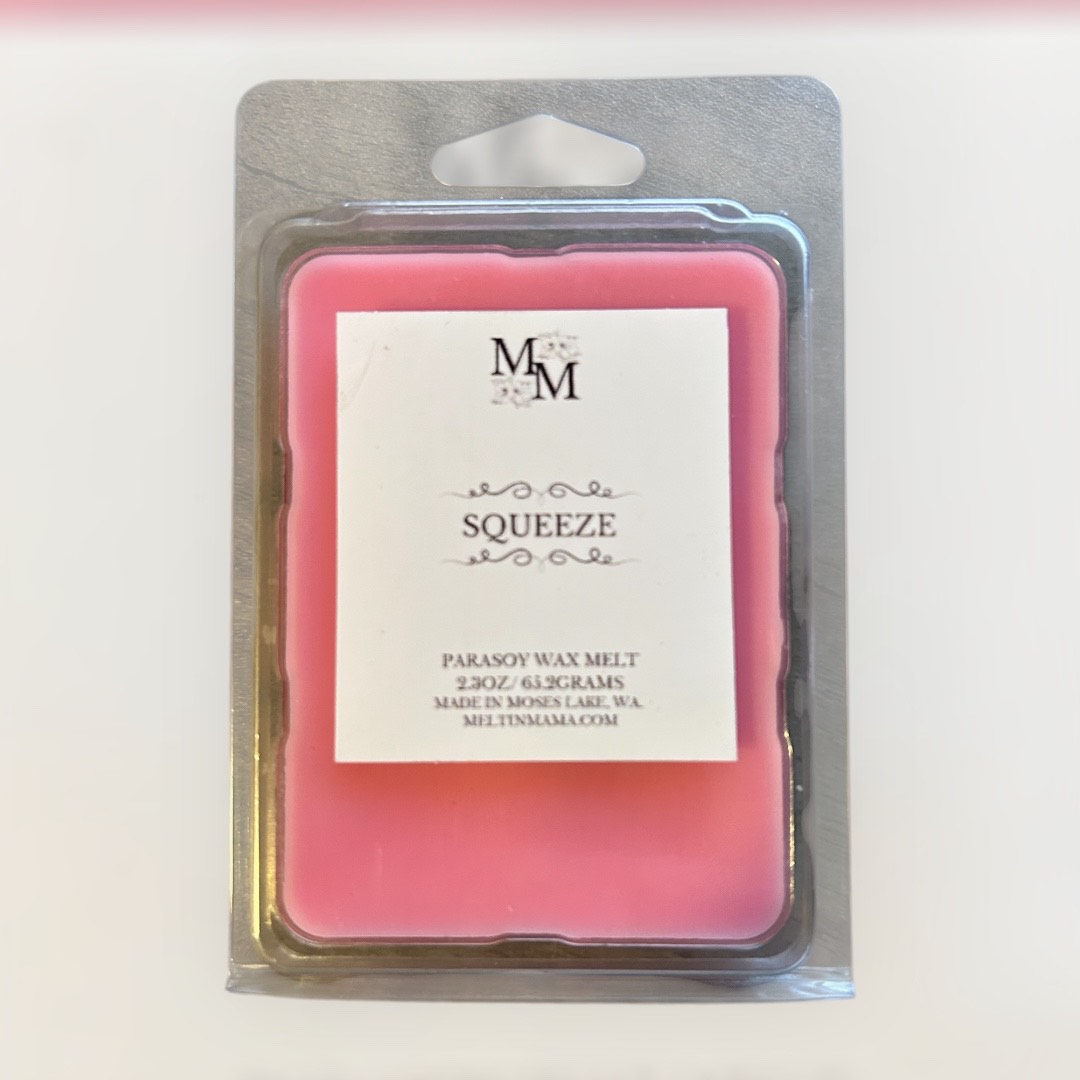 MM
SQUEEZE
PARASOY WAX MELT
2.3OZ/ 65.2GRAMS
MADE IN MOSES LAKE, WA.
MELTINMAMA.COM